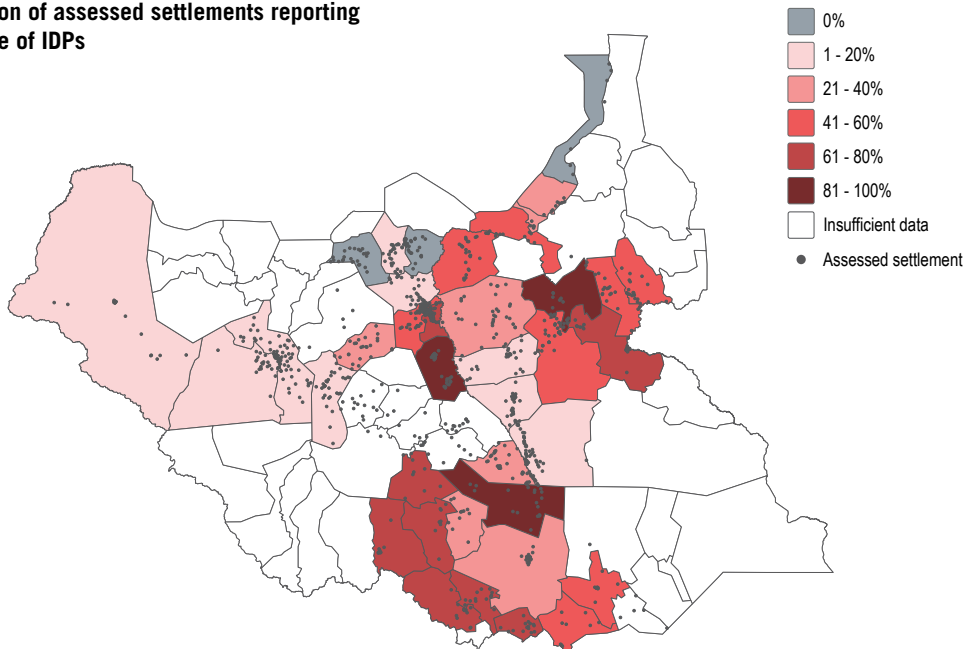 of assessed settlements reporting
of IDPs
0%
1 - 20%
21 - 40%
41 - 60%
61 - 80%
81 - 100%
Insufficient data
Assessed settlement